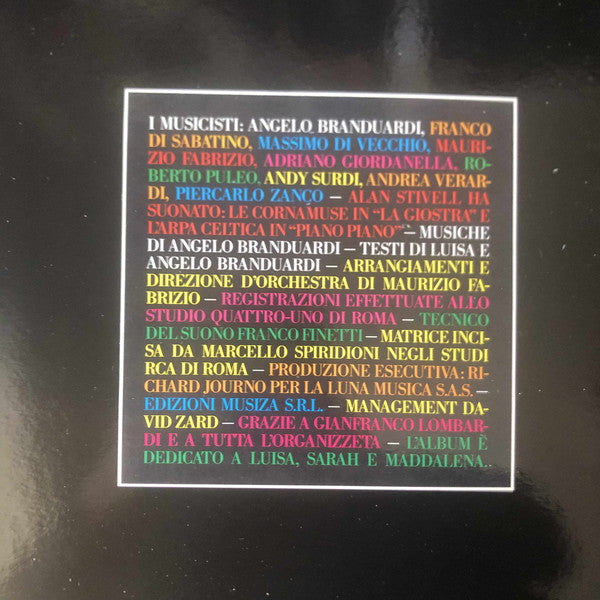 I MUSICISTI: ANGELO BRANDUARDI, FRANCO
DI SABATINO, MASSIMO DI VECCHIO, MAURI-
ZIO FABRIZIO, ADRIANO GIORDANELLA, RO-
BERTO PULEO, ANDY SURDI, ANDREA VERAR-
DI, PIERCARLO ZANCO – ALAN STIVELL HA
SUONATO: LE CORNAMUSE IN “LA GIOSTRA” E
L'ARPA CELTICA IN “PIANO PIANO” – MUSICHE
DI ANGELO BRANDUARDI – TESTI DI LUISA E
ANGELO BRANDUARDI – ARRANGIAMENTI E
DIREZIONE D'ORCHESTRA DI MAURIZIO FA-
BRIZIO – REGISTRAZIONI EFFETTUATE ALLO
STUDIO QUATTRO-UNO DI ROMA – TECNICO
DEL SUONO FRANCO FINETTI – MATRICE INCI-
SA DA MARCELLO SPIRIDIONI NEGLI STUDI
RCA DI ROMA – PRODUZIONE ESECUTIVA: RI-
CHARD JOURNO PER LA LUNA MUSICA S.A.S. –
EDIZIONI MUSIZA S.R.L. – MANAGEMENT DA-
VID ZARD – GRAZIE A GIANFRANCO LOMBAR-
DI E A TUTTA L'ORGANIZZETA – L'ALBUM È
DEDICATO A LUISA, SARAH E MADDALENA.